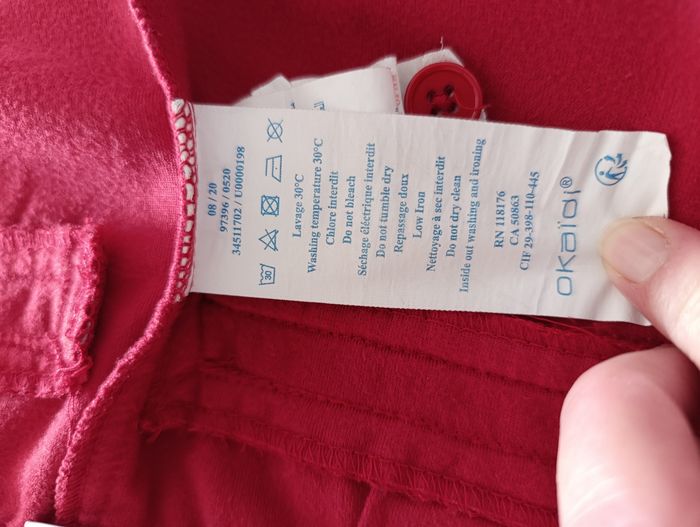 08 / 20
97396 / 0520
34511702 / U0000198
30
Lavage 30°C
Washing temperature 30°C
Chlore interdit
Do not bleach
Séchage éléctrique interdit
Do not tumble dry
Repassage doux
Low Iron
Nettoyage a sec interdit
Do not dry clean
Inside out washing and ironing
RN 118176
CA 50863
CIF 29-398-110-445
okaïdi®